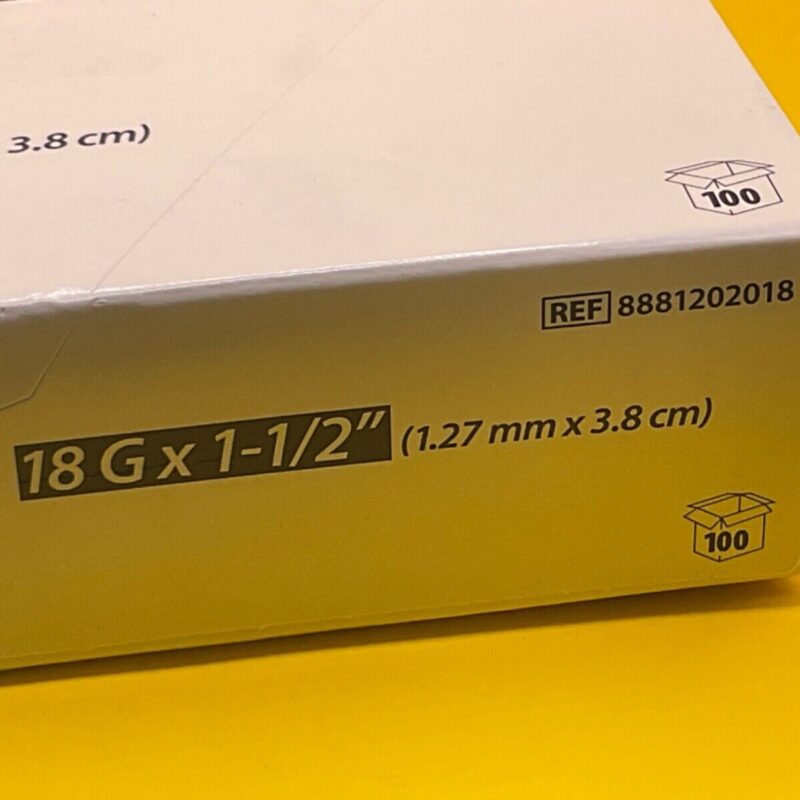 3.8 cm)
100
REF 8881202018
18 G x 1-1/2" (1.27 mm x 3.8 cm)
100